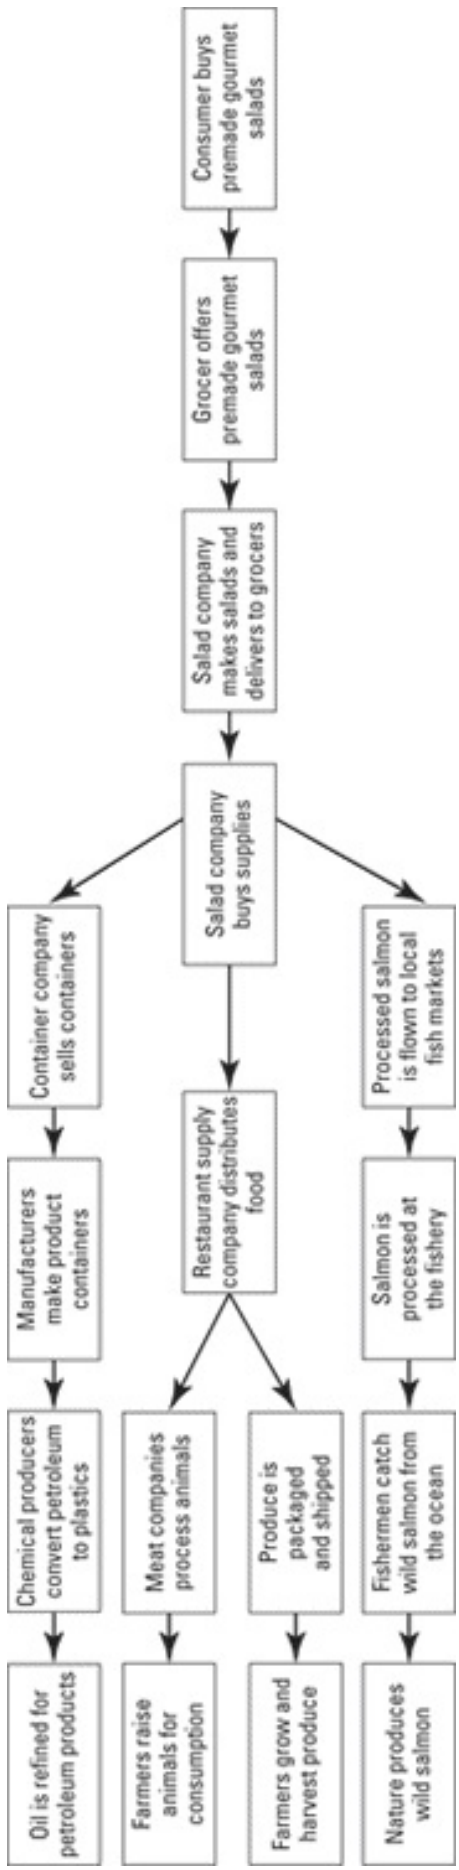 Oil is refined for
petroleum products
Chemical producers
convert petroleum
to plastics
Manufacturers
make product
containers
Container company
sells containers
Farmers raise
animals for
consumption
Meat companies
process animals
Restaurant supply
company distributes
food
Salad company
buys supplies
Salad company
makes salads and
delivers to grocers
Grocer offers
premade gourmet
salads
Consumer buys
premade gourmet
salads
Farmers grow and
harvest produce
Produce is
packaged
and shipped
Nature produces
wild salmon
Fishermen catch
wild salmon from
the ocean
Salmon is
processed at
the fishery
Processed salmon
is flown to local
fish markets